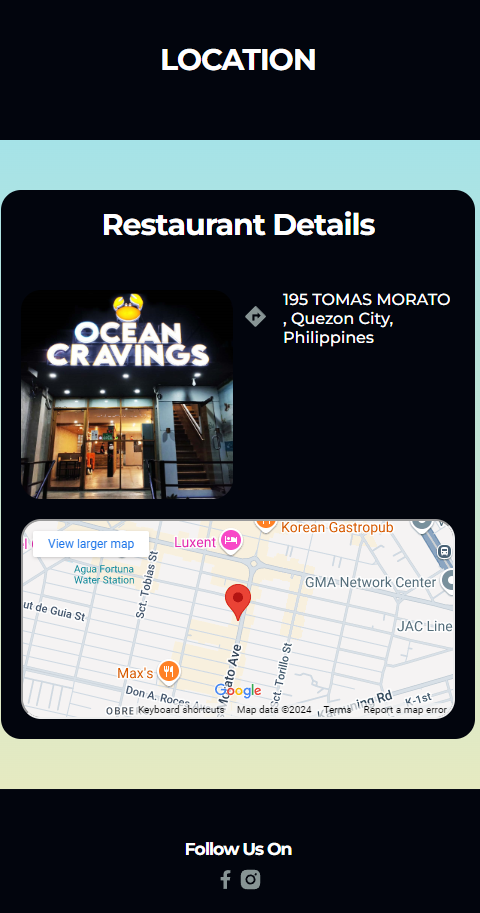 LOCATION
Restaurant Details
OCEAN
CRAVINGS
195 TOMAS MORATO
, Quezon City,
Philippines
Korean Gastropub
View larger map
Luxent
Agua Fortuna
Water Station
GMA Network Center
Sct. Tobias St
ut de Guia St
JAC Line
Max's
Morato Ave
Sct. Torillo St
Don A. Roces A
Google
K-1st
OBRE
Keyboard shortcuts
Map data ©2024
Terms
Report a map error
Follow Us On